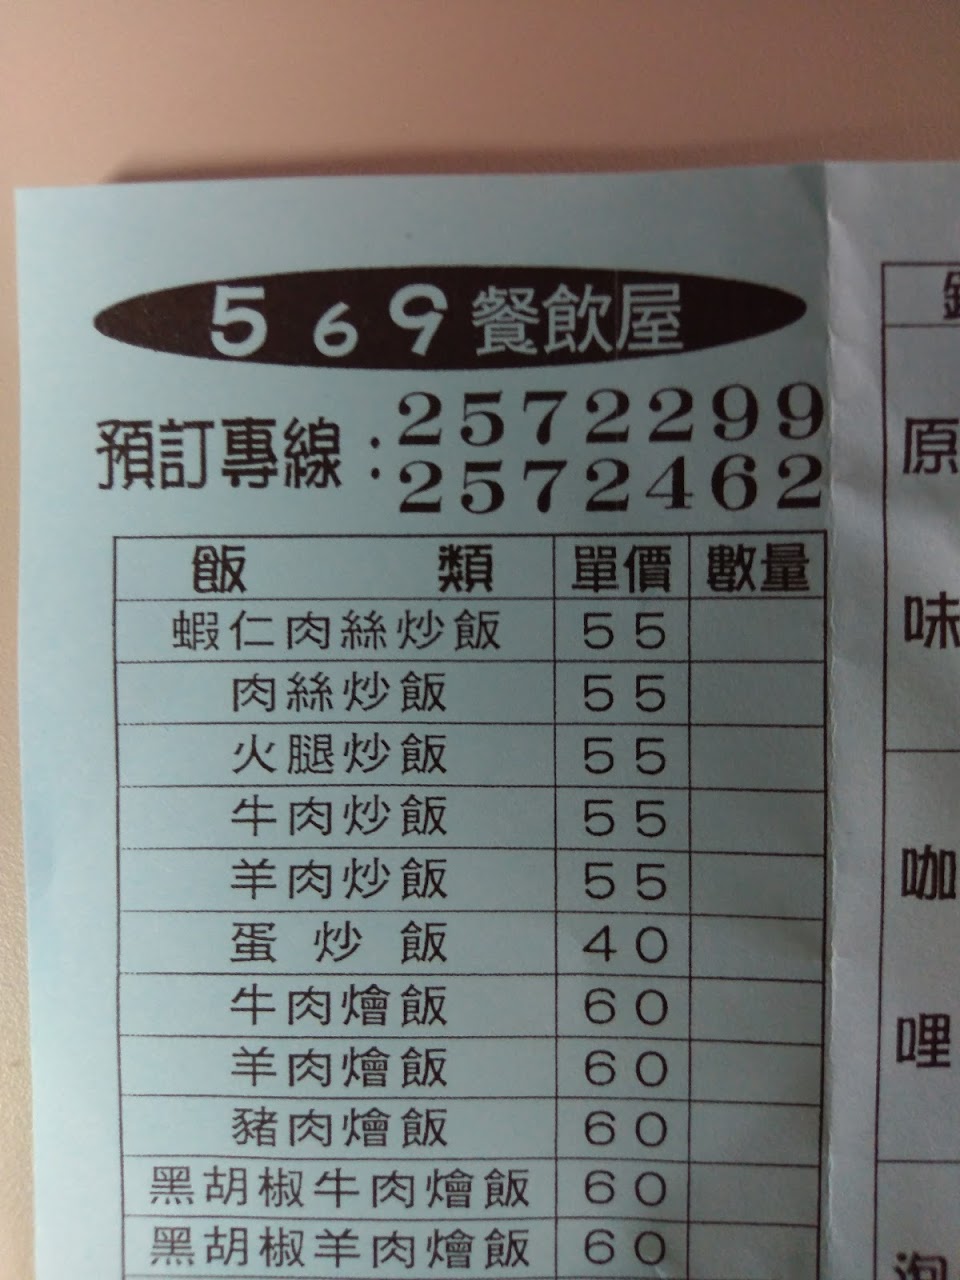 569餐飲屋
預訂專線:2572299
2572462
飯類 單價 數量
蝦仁肉絲炒飯 55
肉絲炒飯 55
火腿炒飯 55
牛肉炒飯 55
羊肉炒飯 55
蛋炒飯 40
牛肉燴飯 60
羊肉燴飯 60
豬肉燴飯 60
黑胡椒牛肉燴飯 60
黑胡椒羊肉燴飯 60
原
味
咖
哩